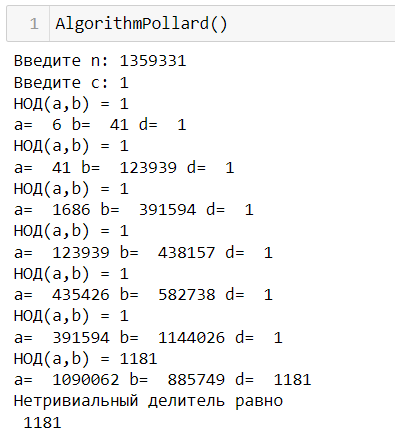 1 AlgorithmPollard()
Введите n: 1359331
Введите c: 1
НОД(a,b) = 1
a=  6 b=  41 d=  1
НОД(a,b) = 1
a=  41 b=  123939 d=  1
НОД(a,b) = 1
a=  1686 b=  391594 d=  1
НОД(a,b) = 1
a=  123939 b=  438157 d=  1
НОД(a,b) = 1
a=  435426 b=  582738 d=  1
НОД(a,b) = 1
a=  391594 b=  1144026 d=  1
НОД(a,b) = 1181
a=  1090062 b=  885749 d=  1181
Нетривиальный делитель равно
1181